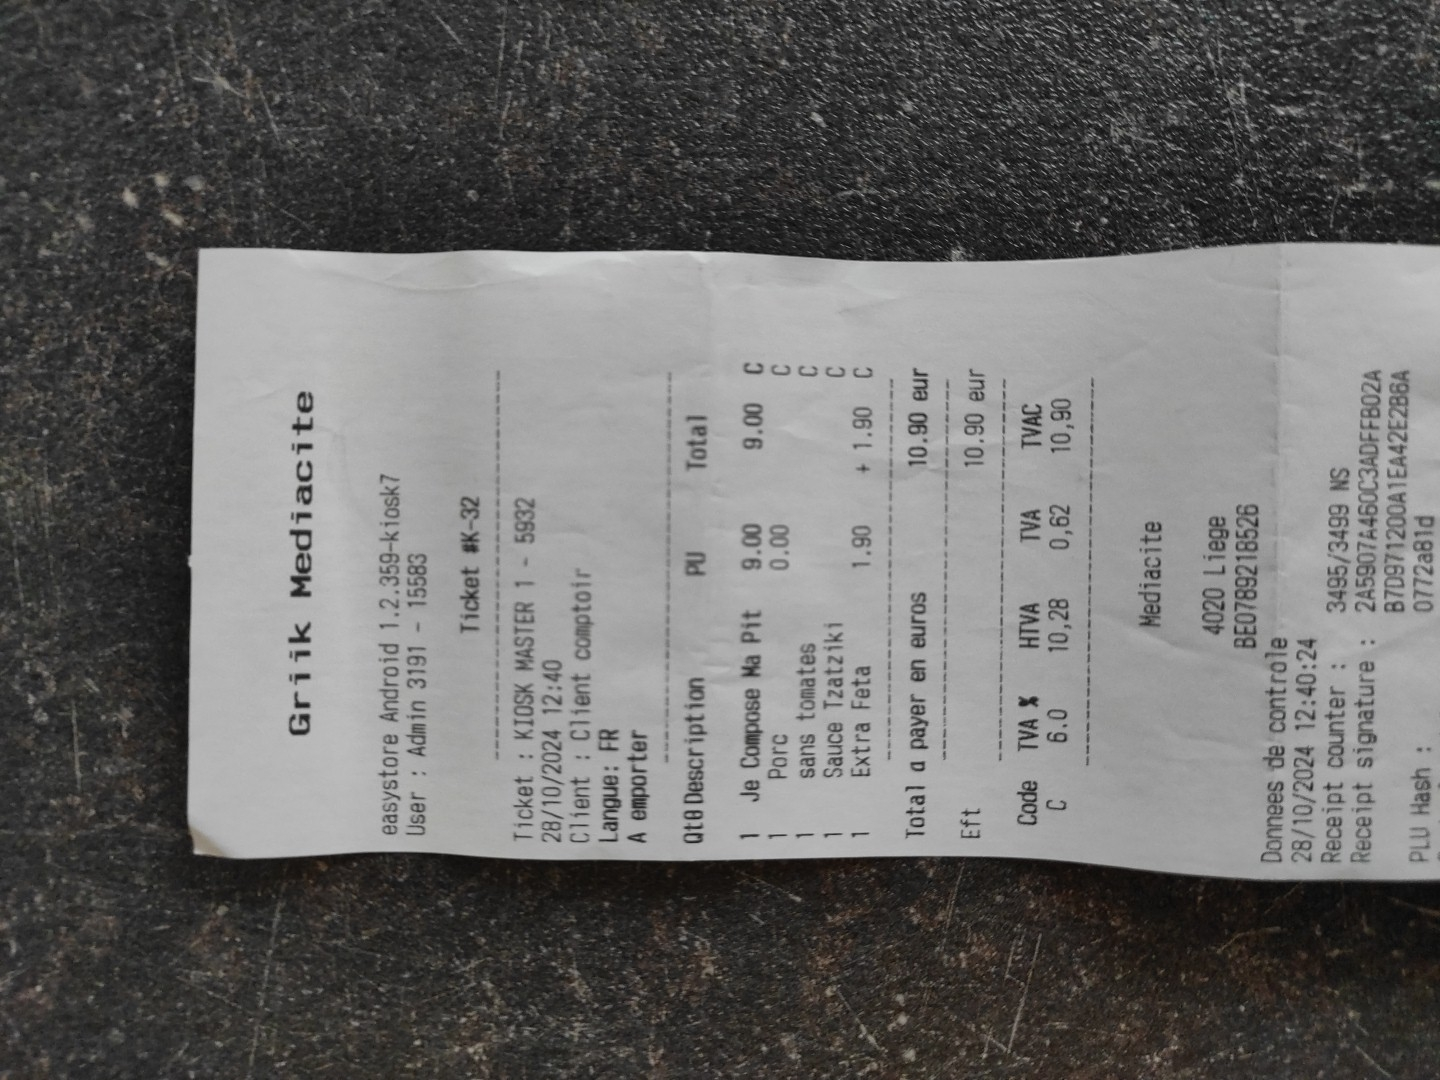 Griik Mediacite
easystore Android 1.2.359-kiosk7
User : Admin 3191 - 15583
Ticket #K-32
Ticket : KIOSK MASTER 1 - 5932
28/10/2024 12:40
Client : Client comptoir
Langue: FR
A emporter
Qté Description PU Total
1 Je Compose Ma Pit 9.00 9.00 C
1 Porc 0.00 C
1 sans tomates C
1 Sauce Tzatziki C
1 Extra Feta 1.90 + 1.90 C
Total a payer en euros 10.90 eur
Eft 10.90 eur
Code TVA % HTVA TVA TVAC
C 6.0 10,28 0,62 10,90
Mediacite
4020 Liege
BE0789218526
Donnees de controle
28/10/2024 12:40:24
Receipt counter : 3495/3499 NS
Receipt signature : 2A5907A460C3ADFFB02A
B7D971200A1EA42E2B6A
PLU Hash : 0772a81d